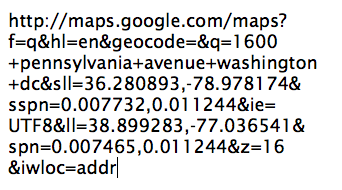 http://maps.google.com/maps?
f=q&hl=en&geocode=&q=1600
+pennsylvania+avenue+washington
+dc&sll=36.280893,-78.978174&
sspn=0.007732,0.011244&ie=
UTF8&ll=38.899283,-77.036541&
spn=0.007465,0.011244&z=16
&iwloc=addr